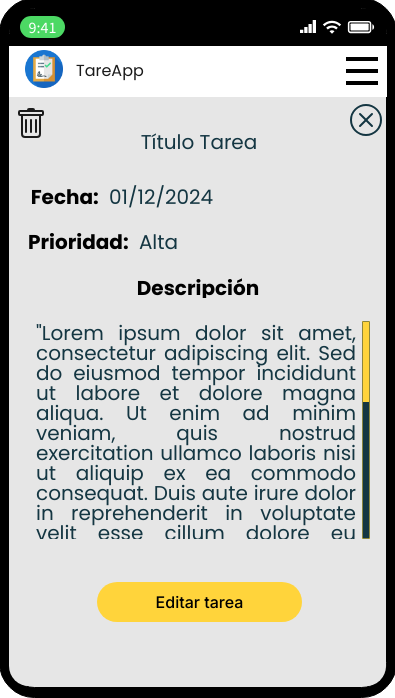 9:41
TareApp
Título Tarea
Fecha: 01/12/2024
Prioridad: Alta
Descripción
"Lorem ipsum dolor sit amet,
consectetur adipiscing elit. Sed
do eiusmod tempor incididunt
ut labore et dolore magna
aliqua. Ut enim ad minim
veniam, quis nostrud
exercitation ullamco laboris nisi
ut aliquip ex ea commodo
consequat. Duis aute irure dolor
in reprehenderit in voluptate
velit esse cillum dolore eu
Editar tarea